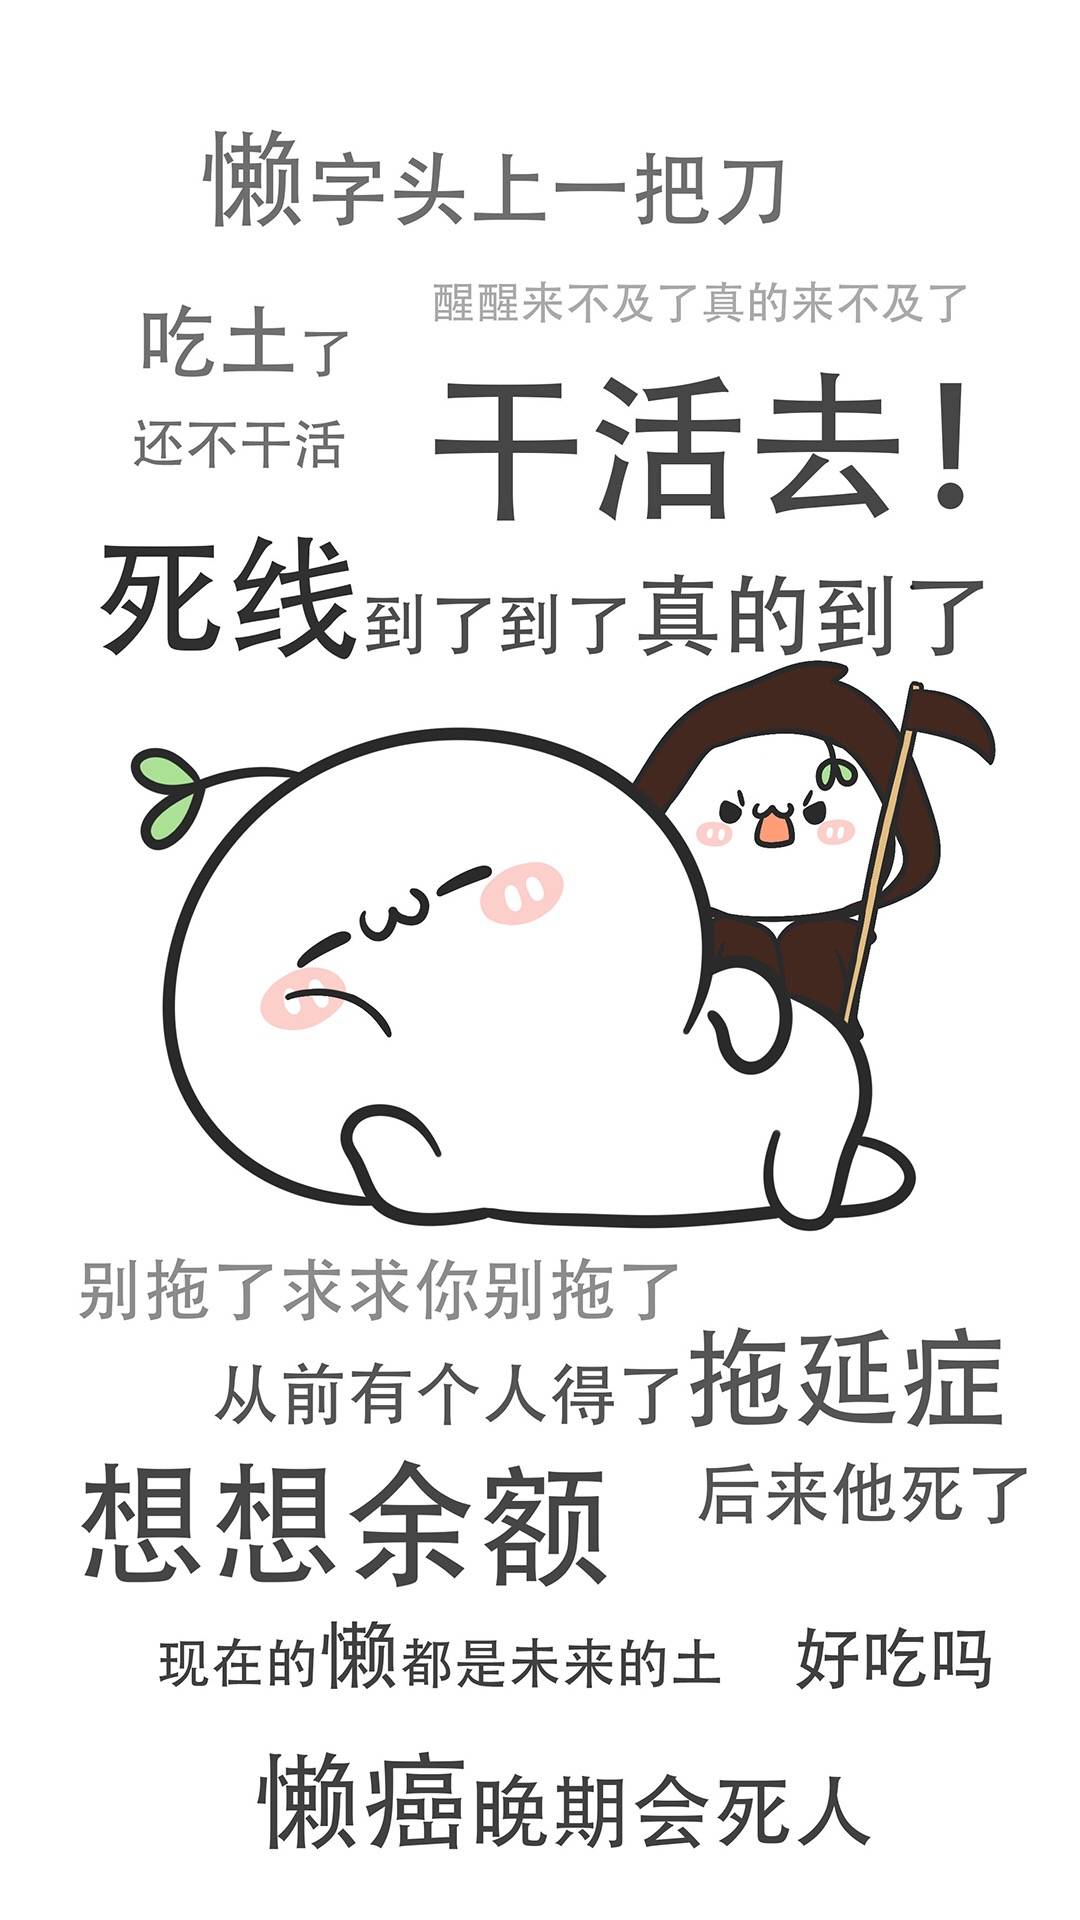 懒字头上一把刀
醒醒来不及了真的来不及了
吃土了
还不干活
干活去！
死线到了到了真的到了
别拖了求求你别拖了
从前有个人得了拖延症
后来他死了
想想余额
现在的懒都是未来的土
好吃吗
懒癌晚期会死人